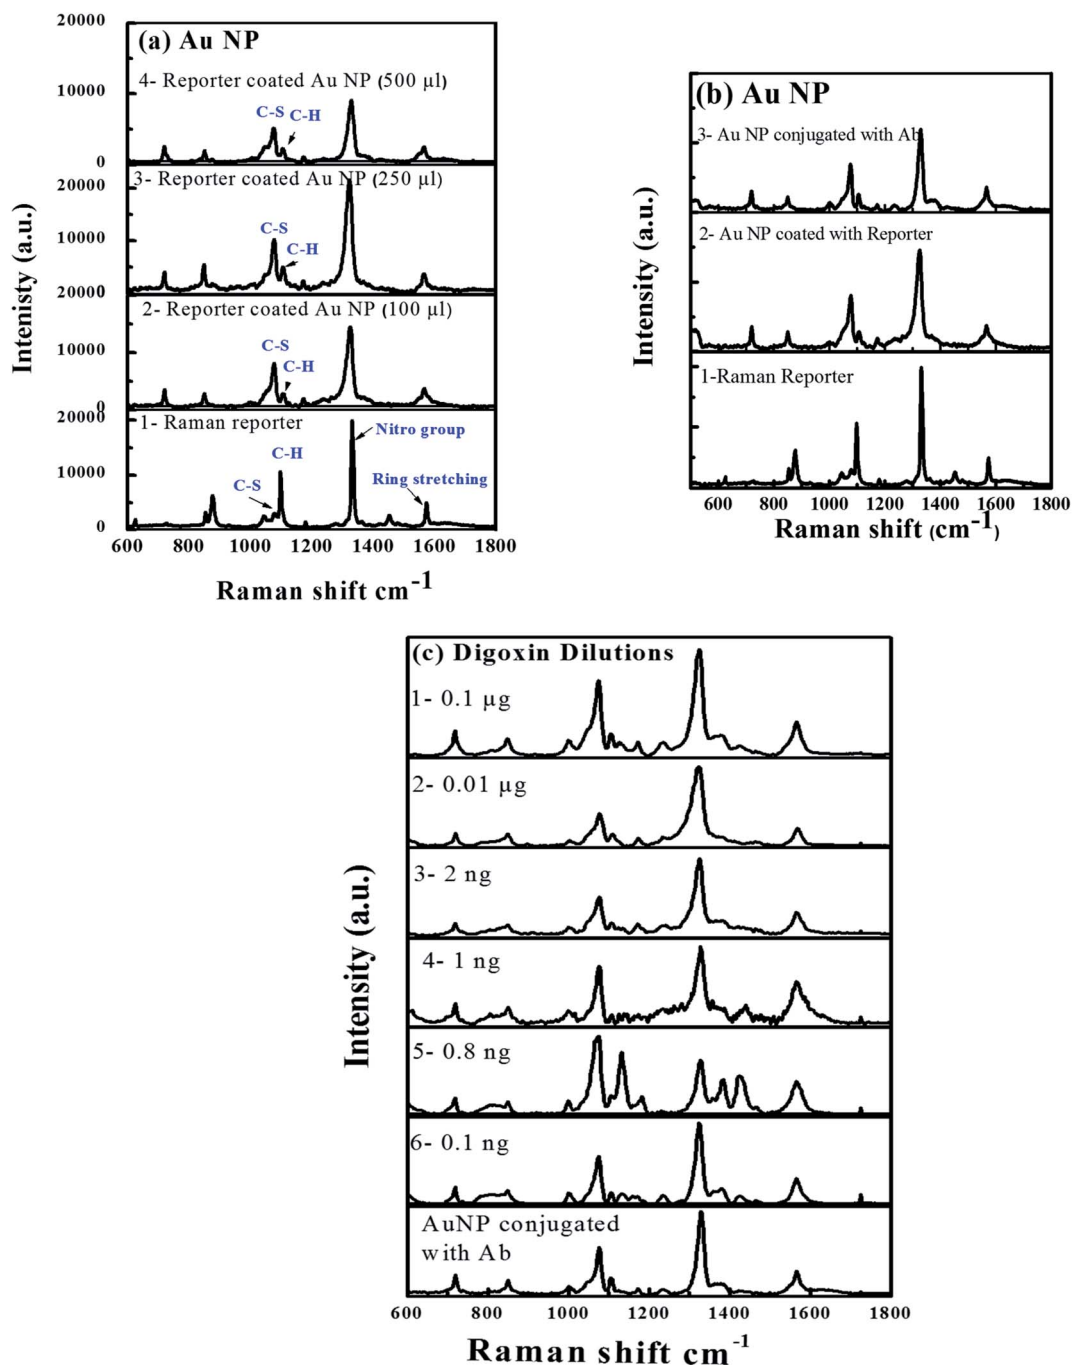 (a) Au NP
4- Reporter coated Au NP (500 µl)
C-S C-H
3- Reporter coated Au NP (250 µl)
C-S
C-H
2- Reporter coated Au NP (100 µl)
C-S
C-H
1- Raman reporter
Nitro group
C-H
C-S
Ring stretching
20000
10000
0
20000
10000
0
20000
10000
0
20000
10000
0
600 800 1000 1200 1400 1600 1800
Intenisty (a.u.)
Raman shift cm-1
(b) Au NP
3- Au NP conjugated with Ab
2- Au NP coated with Reporter
1-Raman Reporter
600 800 1000 1200 1400 1600 1800
Intensity (a.u.)
Raman shift (cm-1)
(c) Digoxin Dilutions
1- 0.1 µg
2- 0.01 µg
3- 2 ng
4- 1 ng
5- 0.8 ng
6- 0.1 ng
AuNP conjugated
with Ab
600 800 1000 1200 1400 1600 1800
Intensity (a.u.)
Raman shift cm-1